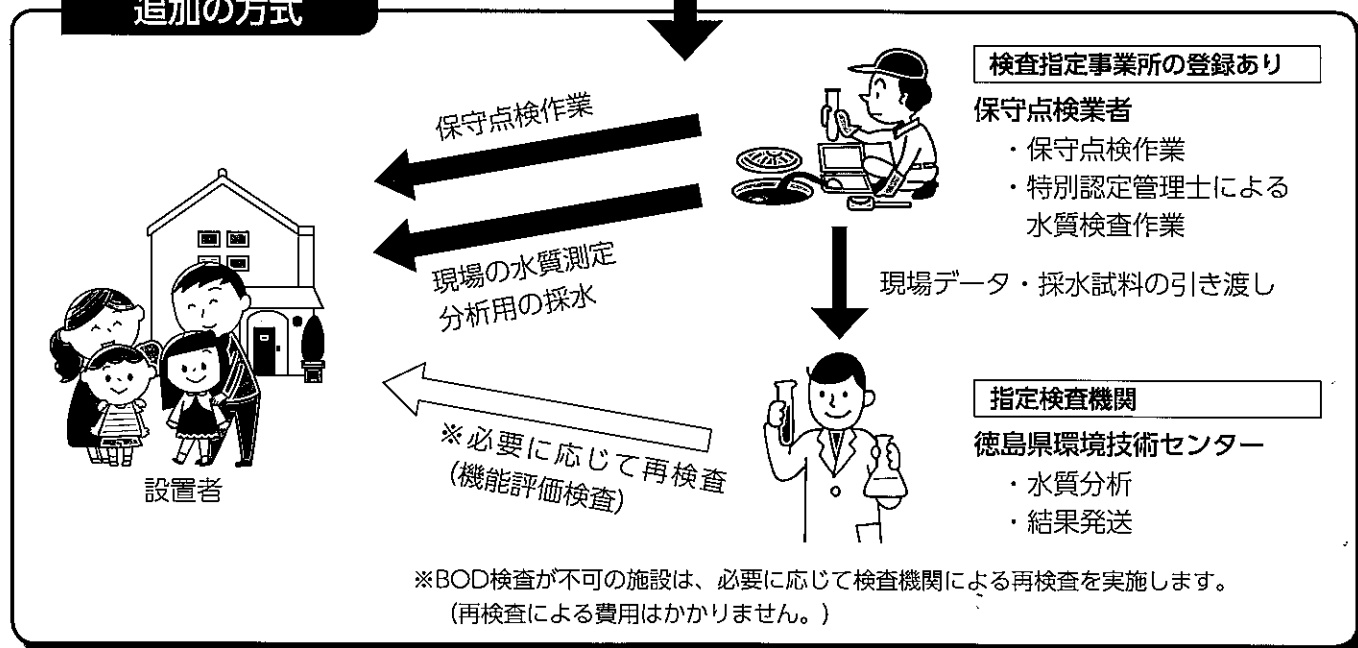 追加の方式
検査指定事業所の登録あり
保守点検業者
・保守点検作業
・特別認定管理士による
水質検査作業
保守点検作業
現場の水質測定
分析用の採水
現場データ・採水試料の引き渡し
指定検査機関
徳島県環境技術センター
・水質分析
・結果発送
※必要に応じて再検査
(機能評価検査)
設置者
※BOD検査が不可の施設は、必要に応じて検査機関による再検査を実施します。
(再検査による費用はかかりません。)